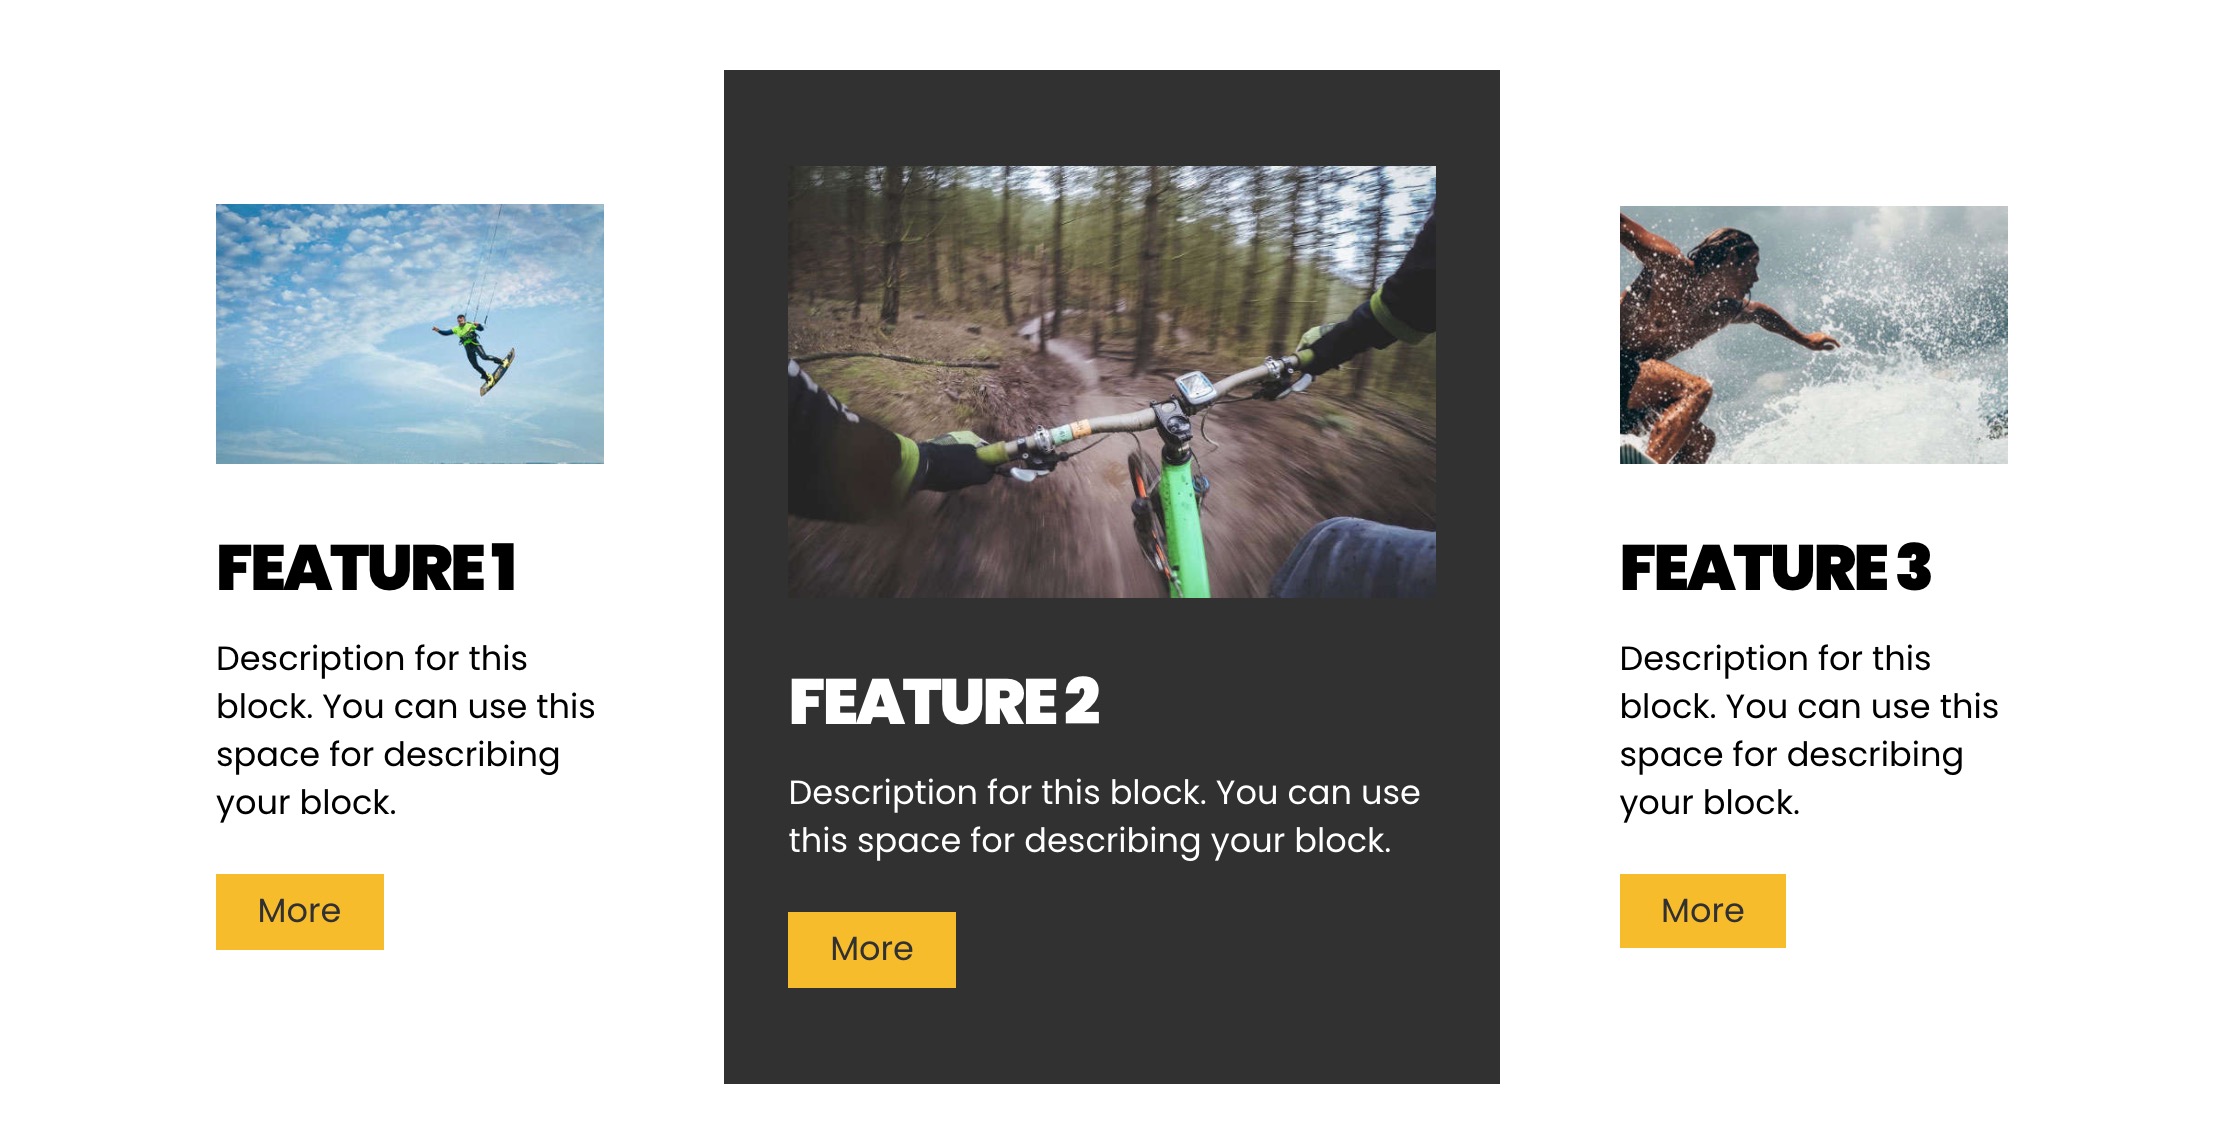 FEATURE 1
Description for this
block. You can use this
space for describing
your block.
More
FEATURE 2
Description for this block. You can use
this space for describing your block.
More
FEATURE 3
Description for this
block. You can use this
space for describing
your block.
More